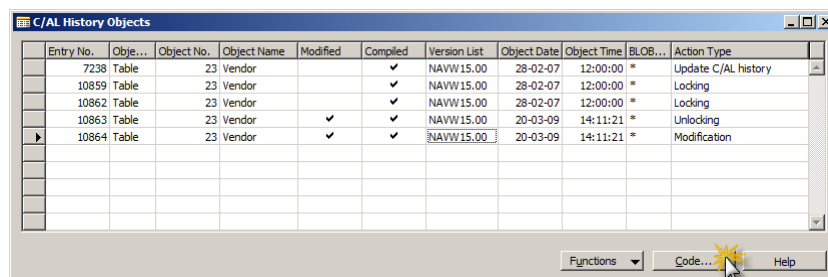 C/AL History Objects
Entry No. Obje... Object No. Object Name Modified Compiled Version List Object Date Object Time BLOB... Action Type
7238 Table 23 Vendor ✔ NAVW15.00 28-02-07 12:00:00 * Update C/AL history
10859 Table 23 Vendor ✔ NAVW15.00 28-02-07 12:00:00 * Locking
10862 Table 23 Vendor ✔ NAVW15.00 28-02-07 12:00:00 * Locking
10863 Table 23 Vendor ✔ ✔ NAVW15.00 20-03-09 14:11:21 * Unlocking
10864 Table 23 Vendor ✔ ✔ NAVW15.00 20-03-09 14:11:21 * Modification
Functions Code... Help